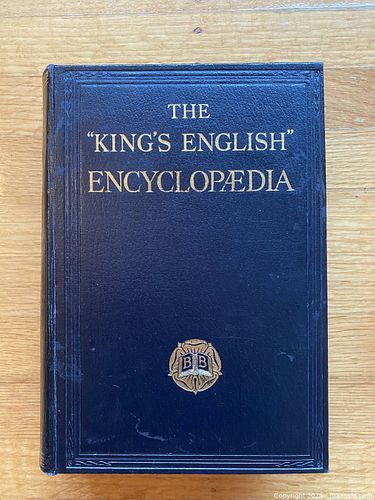 THE
"KING'S ENGLISH"
ENCYCLOPÆDIA
B B